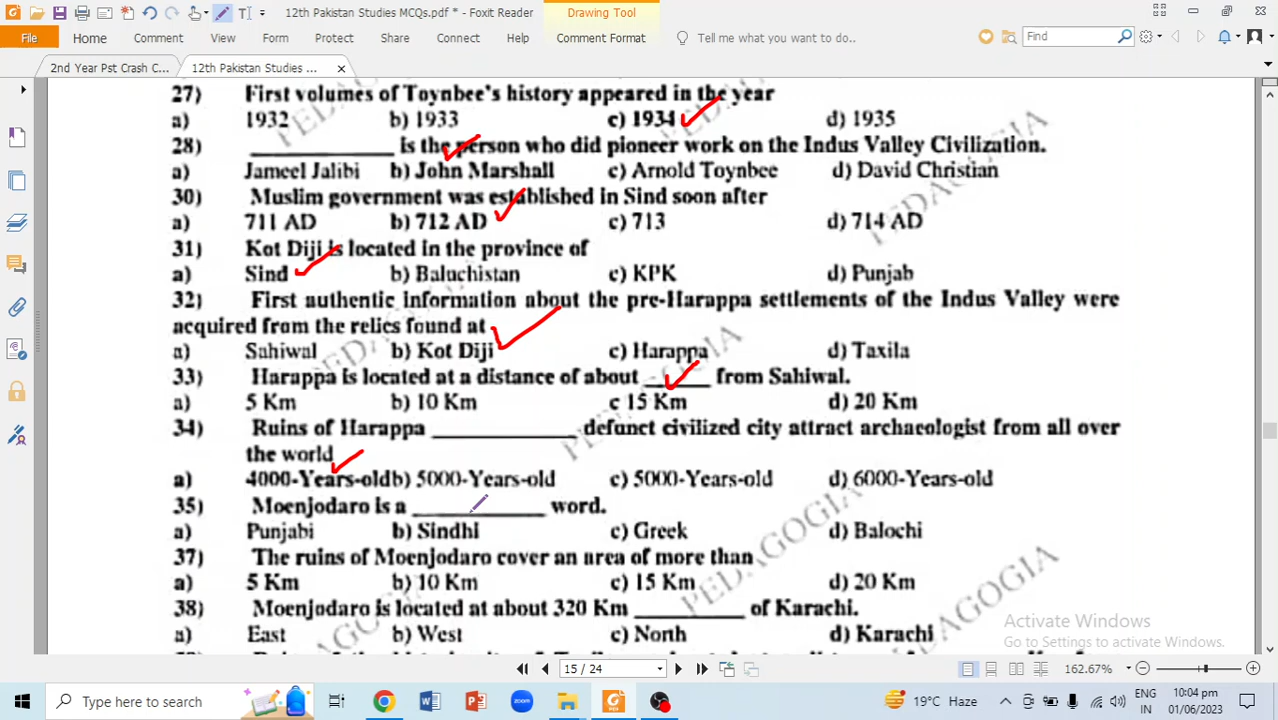 12th Pakistan Studies MCQs.pdf * - Foxit Reader
Drawing Tool
File Home Comment View Form Protect Share Connect Help Comment Format Tell me what you want to do... Find
2nd Year Pst Crash C... 12th Pakistan Studies ...
27) First volumes of Toynbee's history appeared in the year
a) 1932 b) 1933 c) 1934 d) 1935
28) ____________ is the person who did pioneer work on the Indus Valley Civilization.
a) Jameel Jalibi b) John Marshall c) Arnold Toynbee d) David Christian
30) Muslim government was established in Sind soon after
a) 711 AD b) 712 AD c) 713 d) 714 AD
31) Kot Diji is located in the province of
a) Sind b) Baluchistan c) KPK d) Punjab
32) First authentic information about the pre-Harappa settlements of the Indus Valley were
acquired from the relics found at
a) Sahiwal b) Kot Diji c) Harappa d) Taxila
33) Harappa is located at a distance of about _____ from Sahiwal.
a) 5 Km b) 10 Km c 15 Km d) 20 Km
34) Ruins of Harappa ____________ defunct civilized city attract archaeologist from all over
the world
a) 4000-Years-old b) 5000-Years-old c) 5000-Years-old d) 6000-Years-old
35) Moenjodaro is a ___________ word.
a) Punjabi b) Sindhi c) Greek d) Balochi
37) The ruins of Moenjodaro cover an area of more than
a) 5 Km b) 10 Km c) 15 Km d) 20 Km
38) Moenjodaro is located at about 320 Km _________ of Karachi.
a) East b) West c) North d) Karachi
PEDAGOGIA
PEDAGOGIA
Activate Windows
Go to Settings to activate Windows.
15 / 24 162.67%
Type here to search zoom 19°C Haze ENG 10:04 pm
IN 01/06/2023